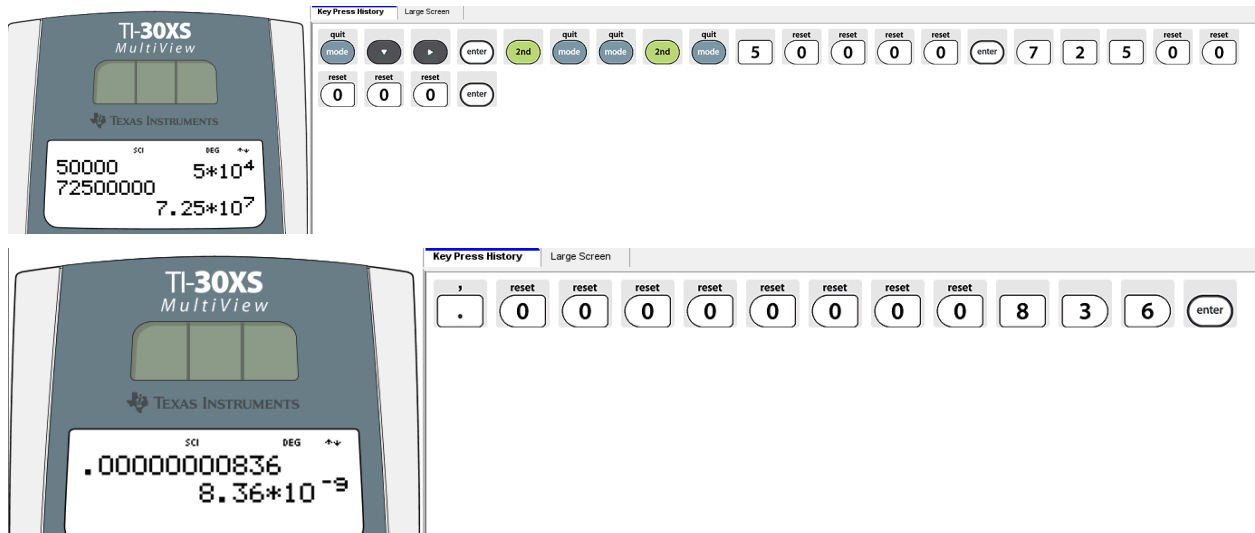 TI-30XS
MultiView
TEXAS INSTRUMENTS
SCI DEG
50000 5*10⁴
72500000
7.25*10⁷
Key Press History Large Screen
quit quit quit quit reset reset reset reset reset reset
mode enter 2nd mode mode 2nd mode 5 0 0 0 0 enter 7 2 5 0 0
reset reset reset
0 0 0 enter
TI-30XS
MultiView
TEXAS INSTRUMENTS
SCI DEG
.00000000836
8.36*10⁻⁹
Key Press History Large Screen
, reset reset reset reset reset reset reset reset
. 0 0 0 0 0 0 0 0 8 3 6 enter